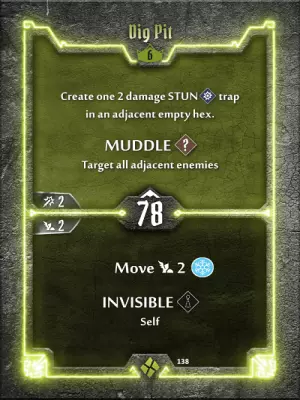 Dig Pit
6
Create one 2 damage STUN trap
in an adjacent empty hex.
MUDDLE ?
Target all adjacent enemies
2
78
2
Move 2
INVISIBLE
Self
138